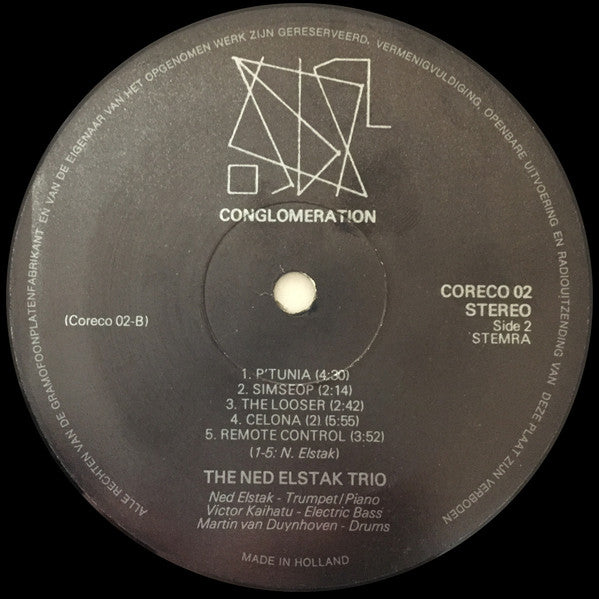 ALLE RECHTEN VAN DE GRAMOFOONPLATENFABRIKANT EN VAN DE EIGENAAR VAN HET OPGENOMEN WERK ZIJN GERESERVEERD, VERMENIGVULDIGING, OPENBARE UITVOERING EN RADIOUITZENDING VAN DEZE PLAAT ZIJN VERBODEN
CONGLOMERATION
(Coreco 02-B)
CORECO 02
STEREO
Side 2
STEMRA
1. P'TUNIA (4:30)
2. SIMSEOP (2:14)
3. THE LOOSER (2:42)
4. CELONA (2) (5:55)
5. REMOTE CONTROL (3:52)
(1-5: N. Elstak)
THE NED ELSTAK TRIO
Ned Elstak - Trumpet/Piano
Victor Kaihatu - Electric Bass
Martin van Duynhoven - Drums
MADE IN HOLLAND